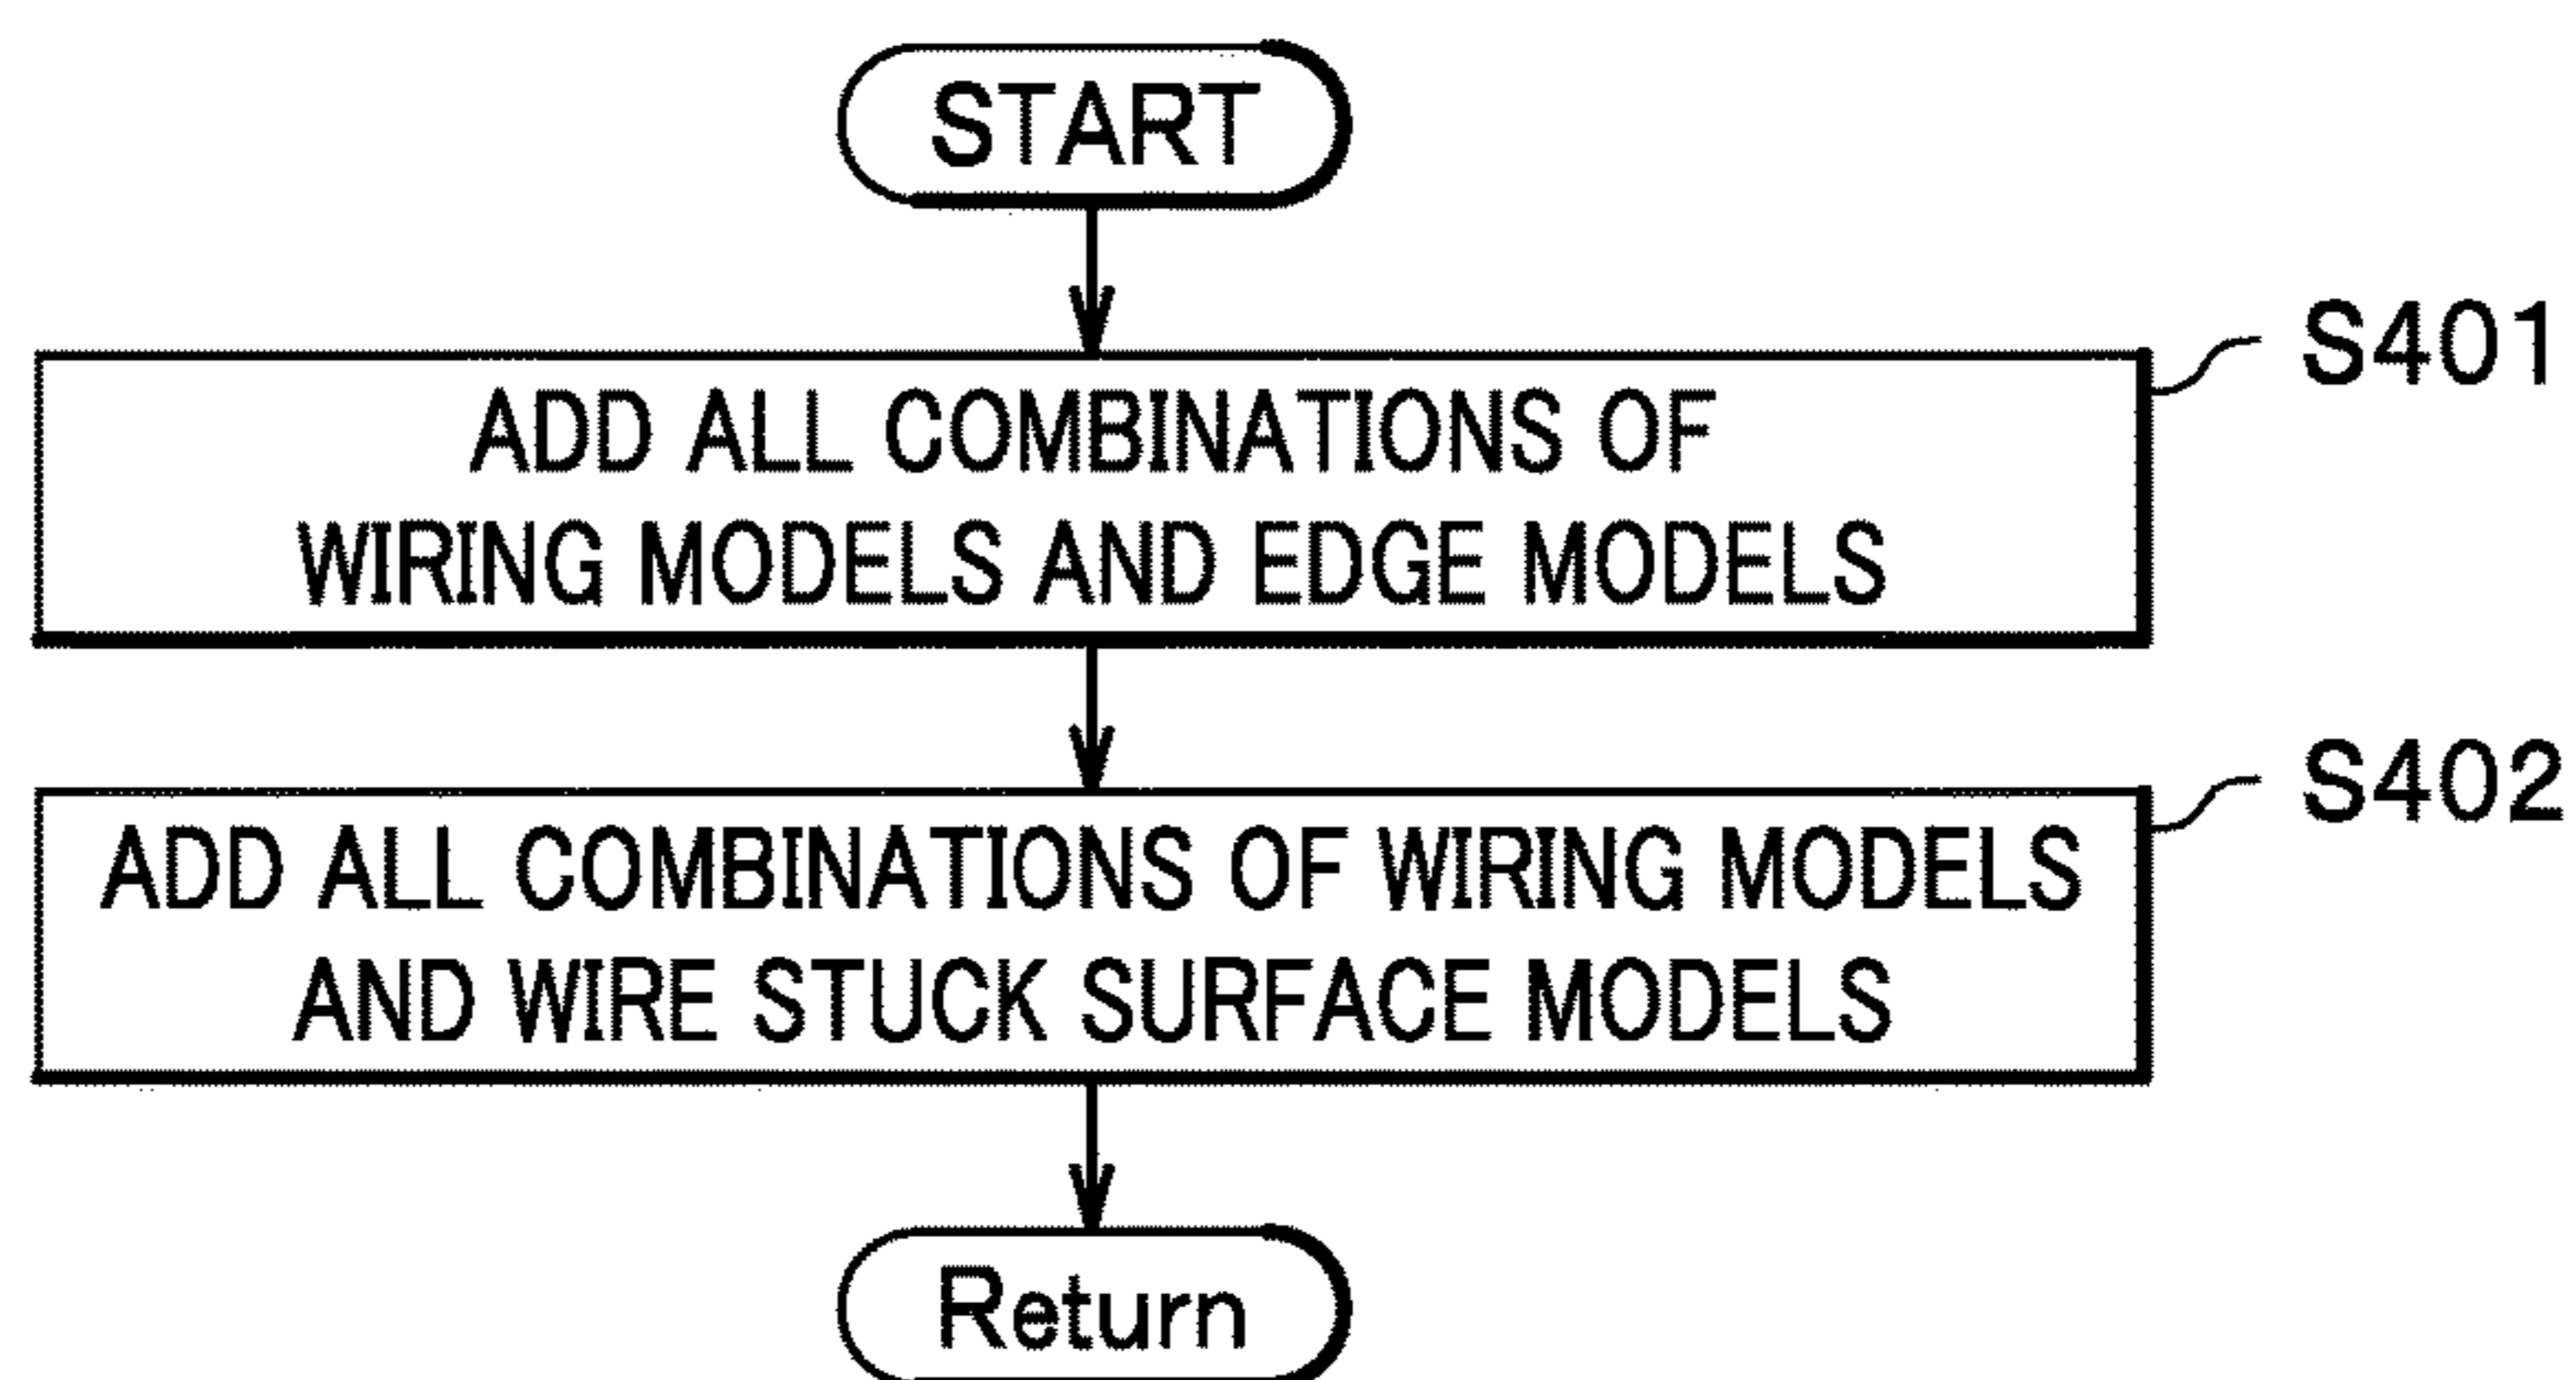 START
S401
ADD ALL COMBINATIONS OF
WIRING MODELS AND EDGE MODELS
S402
ADD ALL COMBINATIONS OF WIRING MODELS
AND WIRE STUCK SURFACE MODELS
Return